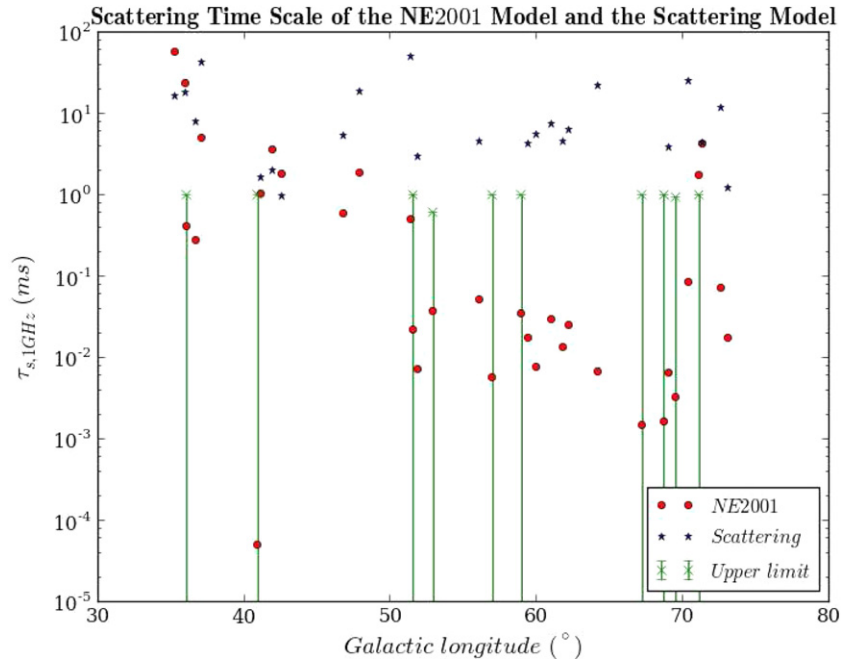 Scattering Time Scale of the NE2001 Model and the Scattering Model
10^2
10^1
10^0
10^-1
10^-2
10^-3
10^-4
10^-5
τ_s,1GHz (ms)
NE2001
Scattering
Upper limit
30 40 50 60 70 80
Galactic longitude (°)